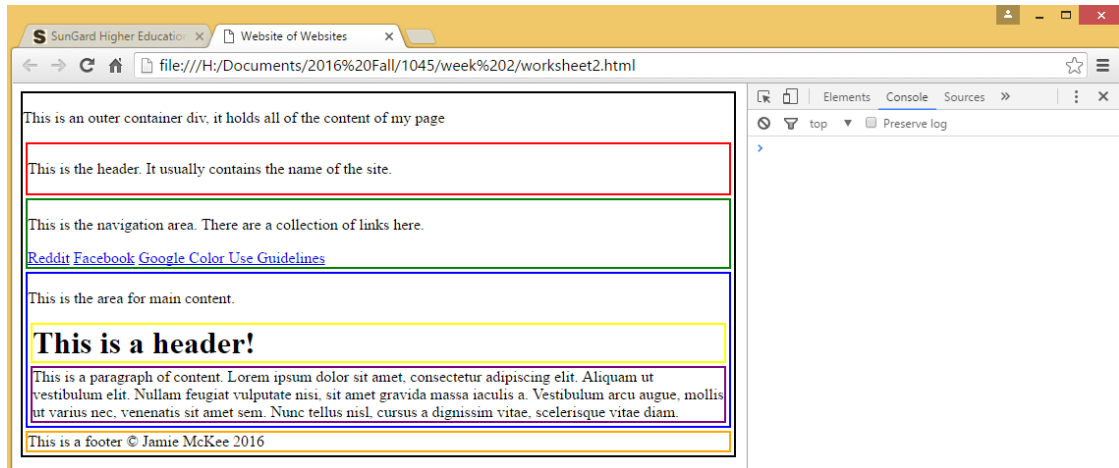 SunGard Higher Education
Website of Websites
file:///H:/Documents/2016%20Fall/1045/week%202/worksheet2.html
Elements Console Sources »
top Preserve log
This is an outer container div, it holds all of the content of my page
This is the header. It usually contains the name of the site.
This is the navigation area. There are a collection of links here.
Reddit Facebook Google Color Use Guidelines
This is the area for main content.
This is a header!
This is a paragraph of content. Lorem ipsum dolor sit amet, consectetur adipiscing elit. Aliquam ut
vestibulum elit. Nullam feugiat vulputate nisi, sit amet gravida massa iaculis a. Vestibulum arcu augue, mollis
ut varius nec, venenatis sit amet sem. Nunc tellus nisl, cursus a dignissim vitae, scelerisque vitae diam.
This is a footer © Jamie McKee 2016